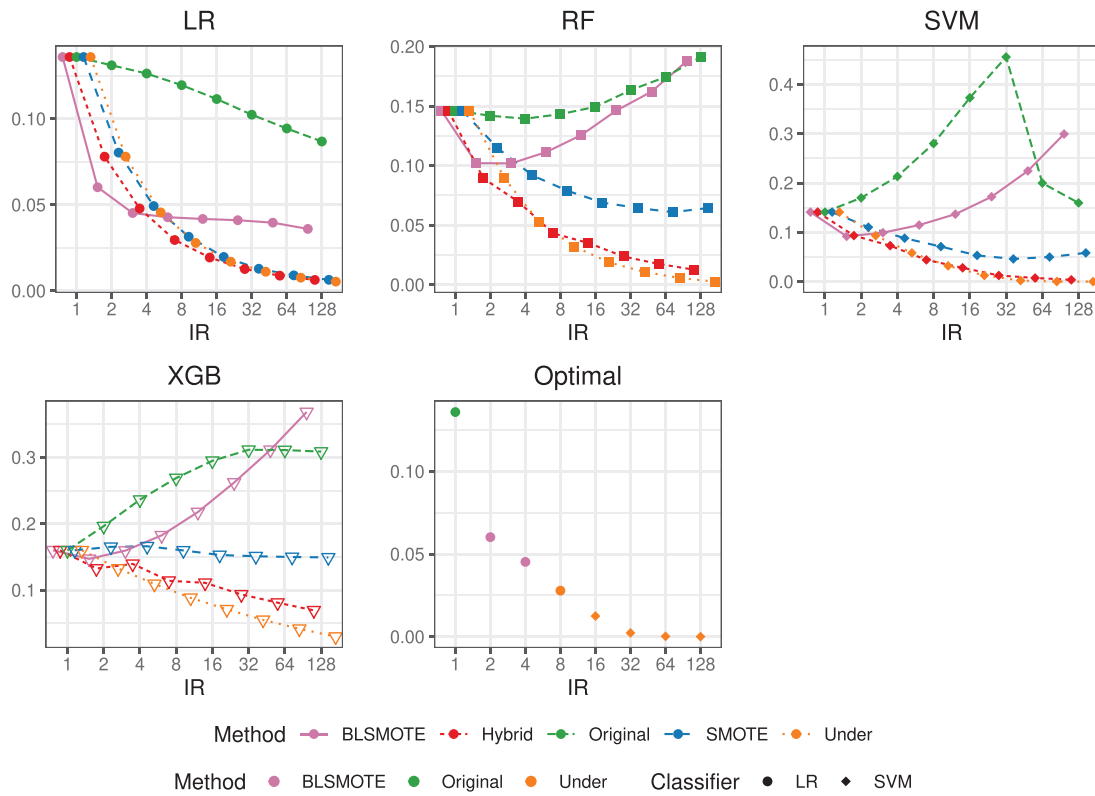 LR
RF
SVM
0.10
0.05
0.00
1 2 4 8 16 32 64 128
IR
0.20
0.15
0.10
0.05
0.00
1 2 4 8 16 32 64 128
IR
0.4
0.3
0.2
0.1
0.0
1 2 4 8 16 32 64 128
IR
XGB
Optimal
0.3
0.2
0.1
1 2 4 8 16 32 64 128
IR
0.10
0.05
0.00
1 2 4 8 16 32 64 128
IR
Method BLSMOTE Hybrid Original SMOTE Under
Method BLSMOTE Original Under Classifier LR SVM